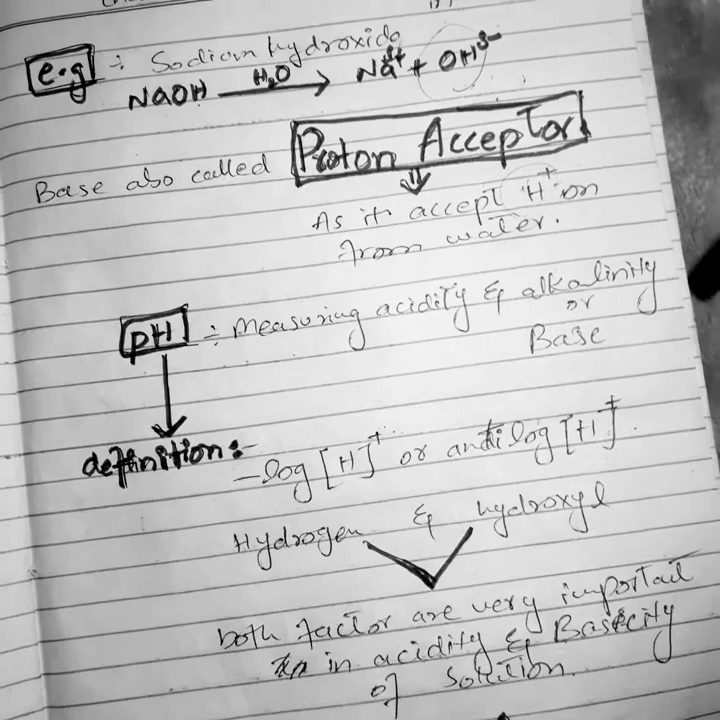 e.g ÷ Sodium hydroxide
NaOH H₂O → Na⁺ + OH⁻
Base also called Proton Acceptor
As it accept H⁺ ion
from water.
pH ÷ measuring acidity & alkalinity
or
Base
definition:- -log [H]⁺ or antilog [H]⁺.
Hydrogen & hydroxyl
both factor are very importait
in acidity & Basicity
of solution.